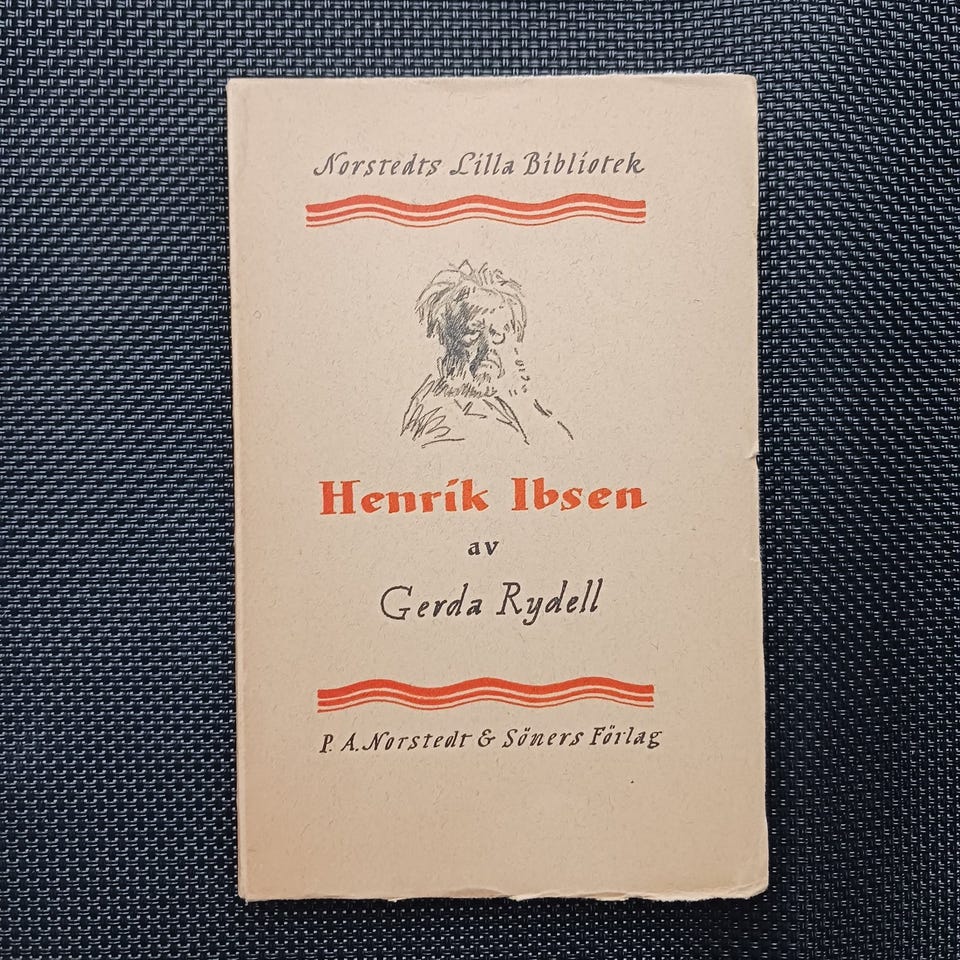 Norstedts Lilla Bibliotek
Henrik Ibsen
av
Gerda Rydell
P. A. Norstedt & Söners Förlag